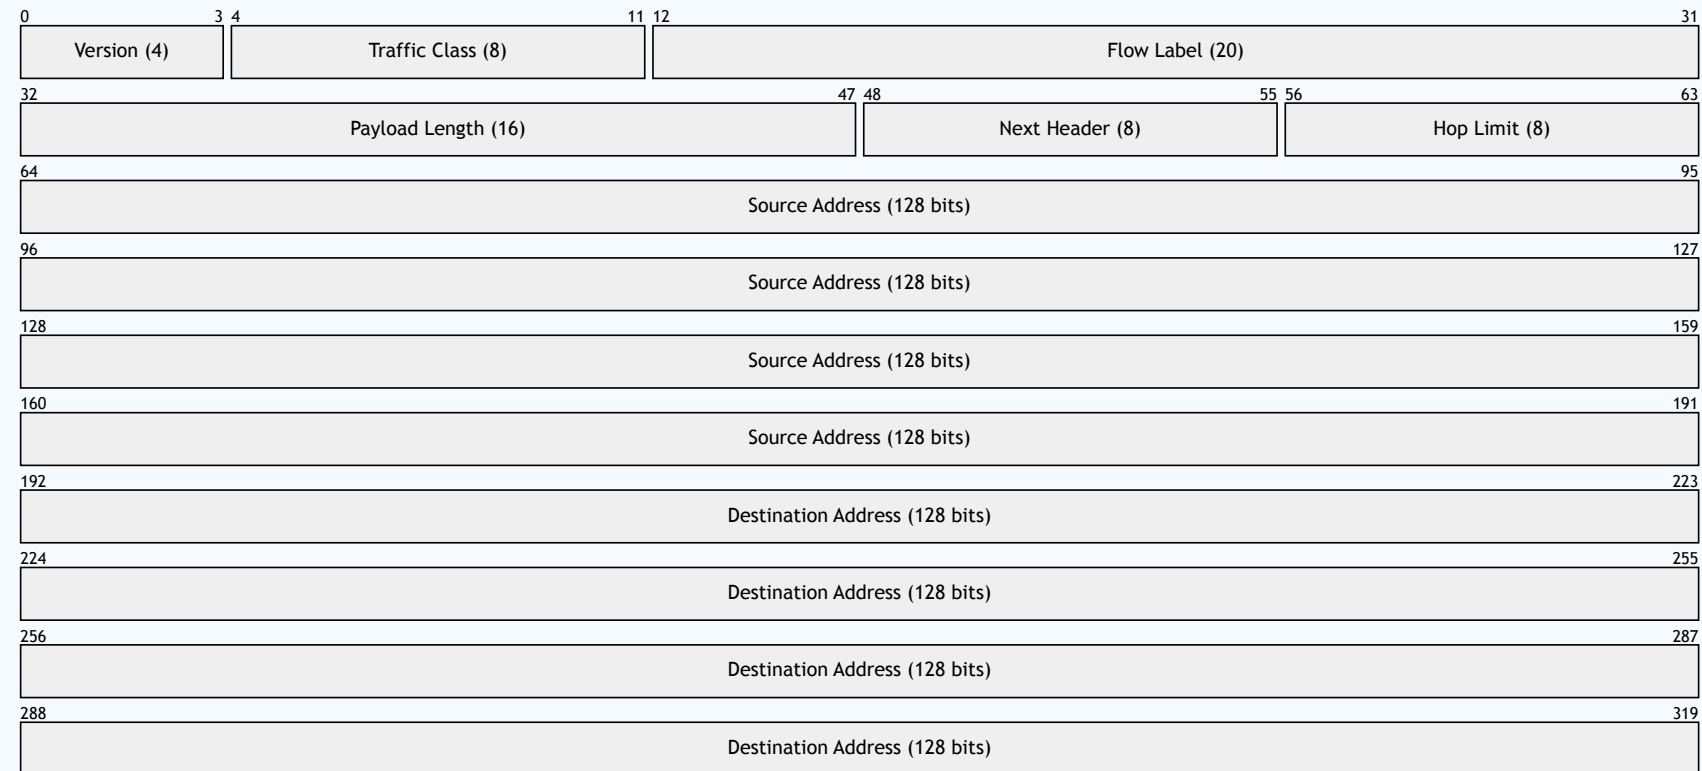 0 3 4 11 12 31
Version (4) Traffic Class (8) Flow Label (20)
32 47 48 55 56 63
Payload Length (16) Next Header (8) Hop Limit (8)
64 95
Source Address (128 bits)
96 127
Source Address (128 bits)
128 159
Source Address (128 bits)
160 191
Source Address (128 bits)
192 223
Destination Address (128 bits)
224 255
Destination Address (128 bits)
256 287
Destination Address (128 bits)
288 319
Destination Address (128 bits)